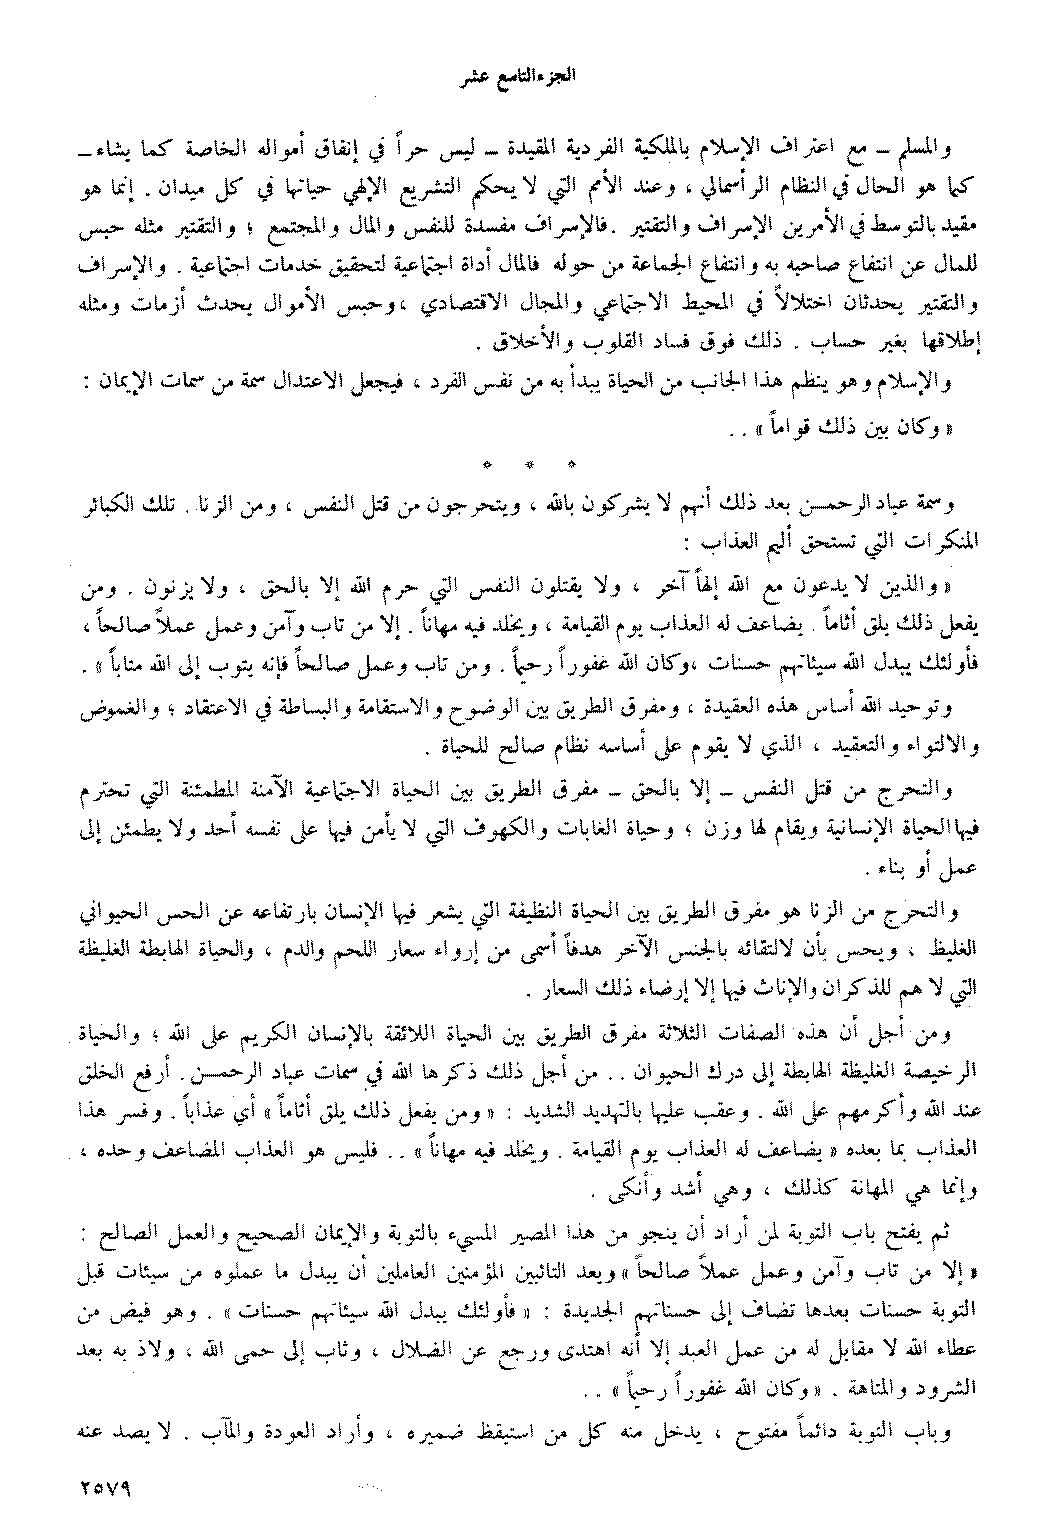 الجزء التاسع عشر
والمسلم ــ مع اعتراف الإسلام بالملكية الفردية المقيدة ــ ليس حراً في إنفاق أمواله الخاصة كما يشاء ــ
كما هو الحال في النظام الرأسمالي ، وعند الأمم التي لا يحكم التشريع الإلهي حياتها في كل ميدان . إنما هو
مقيد بالتوسط في الأمرين الإسراف والتقتير . فالإسراف مفسدة للنفس والمال والمجتمع ؛ والتقتير مثله حبس
للمال عن انتفاع صاحبه به وانتفاع الجماعة من حوله فالمال أداة اجتماعية لتحقيق خدمات اجتماعية . والإسراف
والتقتير يحدثان اختلالاً في المحيط الاجتماعي والمجال الاقتصادي ، وحبس الأموال يحدث أزمات ومثله
إطلاقها بغير حساب . ذلك فوق فساد القلوب والأخلاق .
والإسلام وهو ينظم هذا الجانب من الحياة يبدأ به من نفس الفرد ، فيجعل الاعتدال سمة من سمات الإيمان :
« وكان بين ذلك قواماً » . .
* * *
وسمة عباد الرحمـن بعد ذلك أنهم لا يشركون بالله ، ويتحرجون من قتل النفس ، ومن الزنا . تلك الكبائر
المنكرات التي تستحق أليم العذاب :
« والذين لا يدعون مع الله إلهاً آخر ، ولا يقتلون النفس التي حرم الله إلا بالحق ، ولا يزنون . ومن
يفعل ذلك يلق أثاماً . يضاعف له العذاب يوم القيامة ، ويخلد فيه مهاناً . إلا من تاب وآمن وعمل عملاً صالحاً ،
فأولئك يبدل الله سيئاتهم حسنات ، وكان الله غفوراً رحيماً . ومن تاب وعمل صالحاً فإنه يتوب إلى الله متاباً » .
وتوحيد الله أساس هذه العقيدة ، ومفرق الطريق بين الوضوح والاستقامة والبساطة في الاعتقاد ؛ والغموض
والالتواء والتعقيد ، الذي لا يقوم على أساسه نظام صالح للحياة .
والتحرج من قتل النفس ــ إلا بالحق ــ مفرق الطريق بين الحياة الاجتماعية الآمنة المطمئنة التي تحترم
فيها الحياة الإنسانية ويقام لها وزن ؛ وحياة الغابات والكهوف التي لا يأمن فيها على نفسه أحد ولا يطمئن إلى
عمل أو بناء .
والتحرج من الزنا هو مفرق الطريق بين الحياة النظيفة التي يشعر فيها الإنسان بارتفاعه عن الحس الحيواني
الغليظ ، ويحس بأن لالتقائه بالجنس الآخر هدفاً أسمى من إرواء سعار اللحم والدم ، والحياة الهابطة الغليظة
التي لا هم للذكران والإناث فيها إلا إرضاء ذلك السعار .
ومن أجل أن هذه الصفات الثلاثة مفرق الطريق بين الحياة اللائقة بالإنسان الكريم على الله ؛ والحياة
الرخيصة الغليظة الهابطة إلى درك الحيوان . . من أجل ذلك ذكرها الله في سمات عباد الرحمـن . أرفع الخلق
عند الله وأكرمهم على الله . وعقب عليها بالتهديد الشديد : « ومن يفعل ذلك يلق أثاماً » أي عذاباً . وفسر هذا
العذاب بما بعده « يضاعف له العذاب يوم القيامة . ويخلد فيه مهاناً » . . فليس هو العذاب المضاعف وحده ،
وإنما هي المهانة كذلك ، وهي أشد وأنكى .
ثم يفتح باب التوبة لمن أراد أن ينجو من هذا المصير المسيء بالتوبة والإيمان الصحيح والعمل الصالح :
« إلا من تاب وآمن وعمل عملاً صالحاً » ويعد التائبين المؤمنين العاملين أن يبدل ما عملوه من سيئات قبل
التوبة حسنات بعدها تضاف إلى حسناتهم الجديدة : « فأولئك يبدل الله سيئاتهم حسنات » . وهو فيض من
عطاء الله لا مقابل له من عمل العبد إلا أنه اهتدى ورجع عن الضلال ، وثاب إلى حمى الله ، ولاذ به بعد
الشرود والمتاهة . « وكان الله غفوراً رحيماً » . .
وباب التوبة دائماً مفتوح ، يدخل منه كل من استيقظ ضميره ، وأراد العودة والمآب . لا يصد عنه
٢٥٧٩